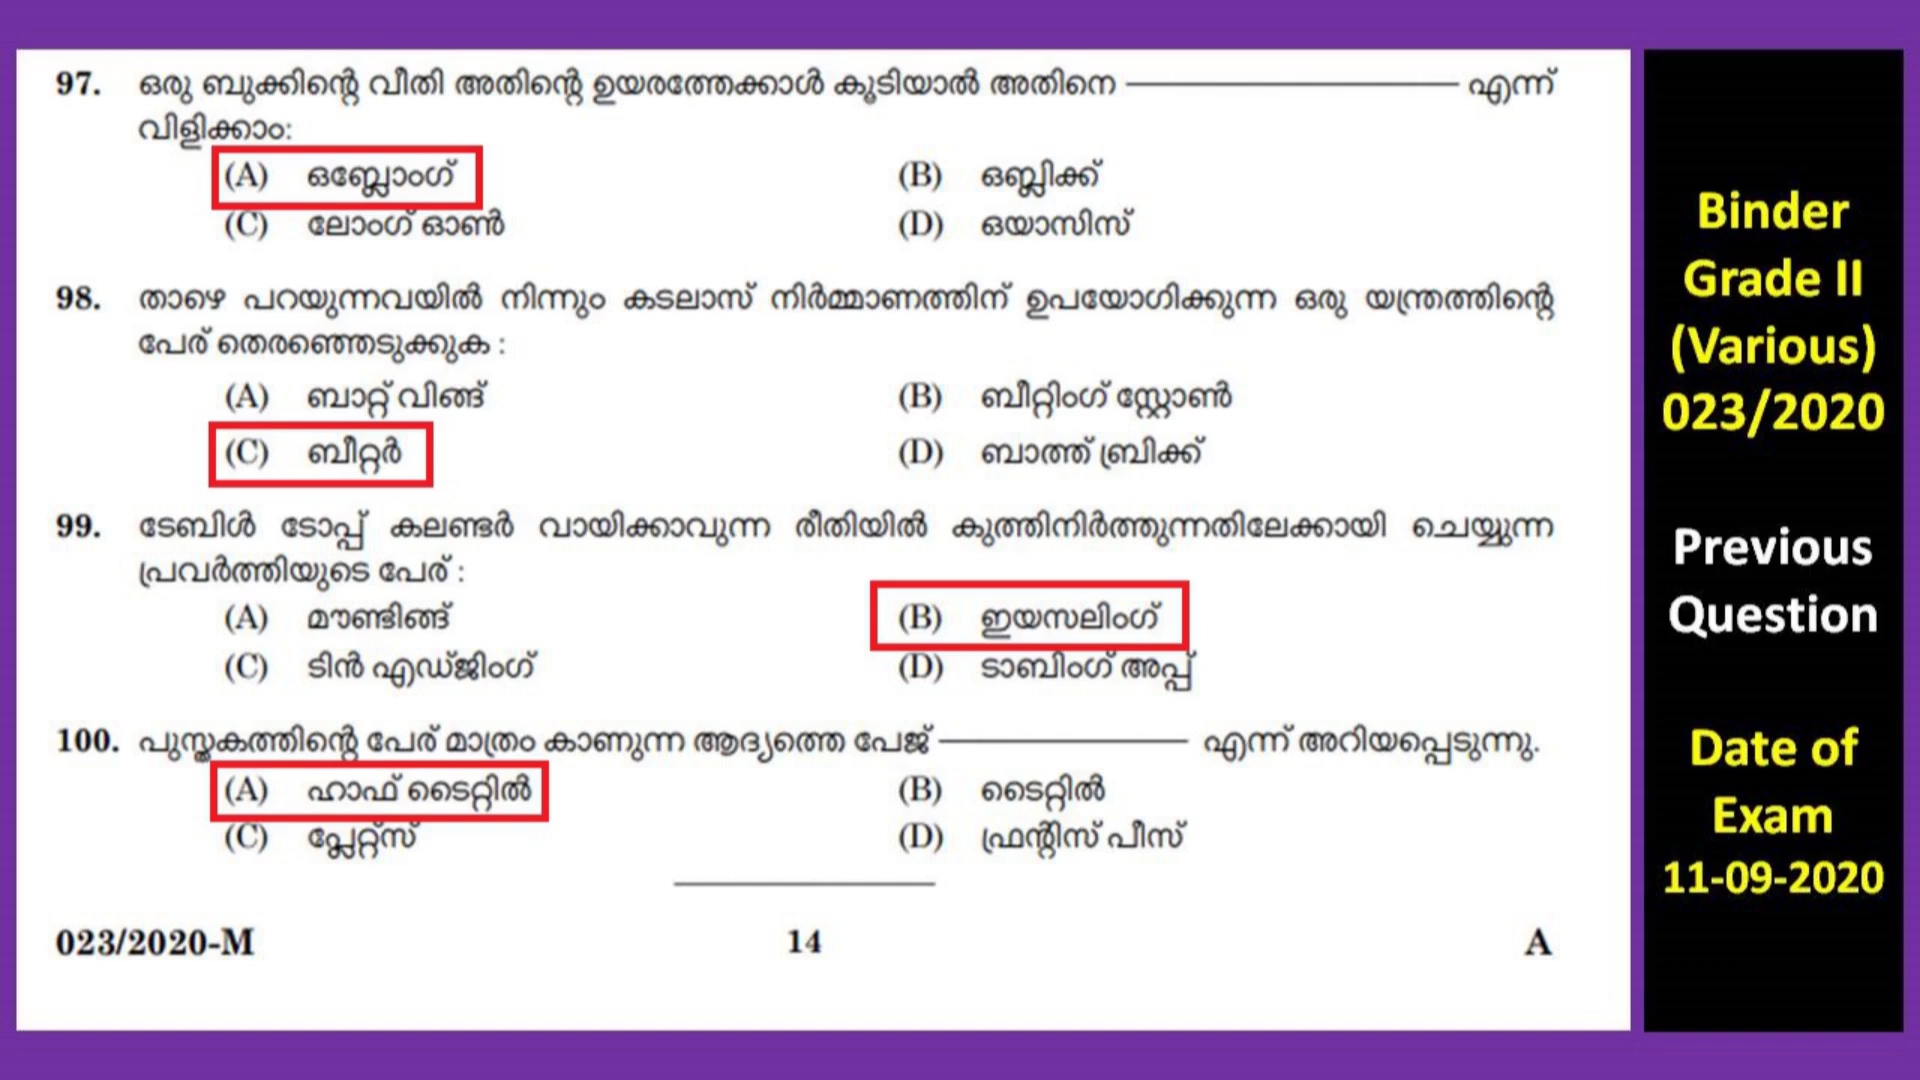 97. ഒരു ബുക്കിന്റെ വീതി അതിന്റെ ഉയരത്തേക്കാൾ കൂടിയാൽ അതിനെ ———————— എന്ന്
വിളിക്കാം:
(A) ഒബ്ലോംഗ് (B) ഒബ്ലിക്ക്
(C) ലോംഗ് ഓൺ (D) ഒയാസിസ്
98. താഴെ പറയുന്നവയിൽ നിന്നും കടലാസ് നിർമ്മാണത്തിന് ഉപയോഗിക്കുന്ന ഒരു യന്ത്രത്തിന്റെ
പേര് തെരഞ്ഞെടുക്കുക :
(A) ബാറ്റ് വിങ്ങ് (B) ബീറ്റിംഗ് സ്റ്റോൺ
(C) ബീറ്റർ (D) ബാത്ത് ബ്രിക്ക്
99. ടേബിൾ ടോപ്പ് കലണ്ടർ വായിക്കാവുന്ന രീതിയിൽ കുത്തിനിർത്തുന്നതിലേക്കായി ചെയ്യുന്ന
പ്രവർത്തിയുടെ പേര് :
(A) മൗണ്ടിങ്ങ് (B) ഇയസലിംഗ്
(C) ടിൻ എഡ്ജിംഗ് (D) ടാബിംഗ് അപ്പ്
100. പുസ്തകത്തിന്റെ പേര് മാത്രം കാണുന്ന ആദ്യത്തെ പേജ് —————— എന്ന് അറിയപ്പെടുന്നു.
(A) ഹാഫ് ടൈറ്റിൽ (B) ടൈറ്റിൽ
(C) പ്ലേറ്റ്സ് (D) ഫ്രന്റിസ് പീസ്
023/2020-M 14 A
Binder
Grade II
(Various)
023/2020
Previous
Question
Date of
Exam
11-09-2020